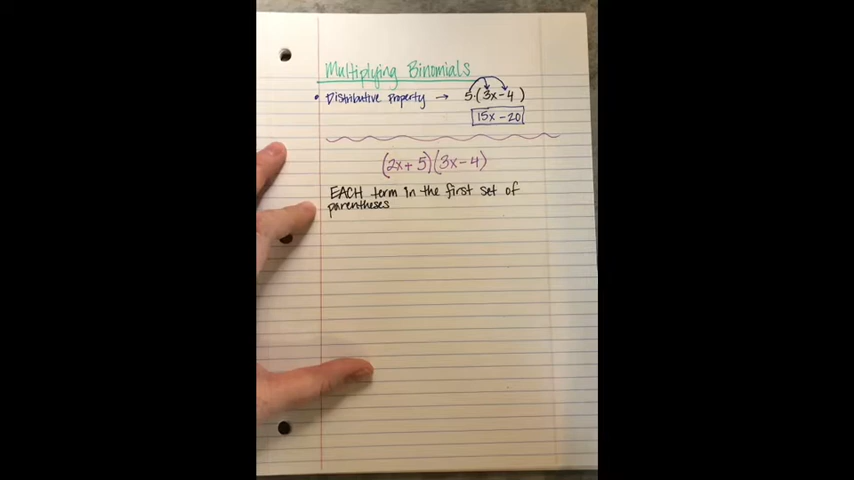 Multiplying Binomials
• Distributive Property → 5·(3x-4)
15x - 20
(2x+5)(3x-4)
EACH term in the first set of
parentheses